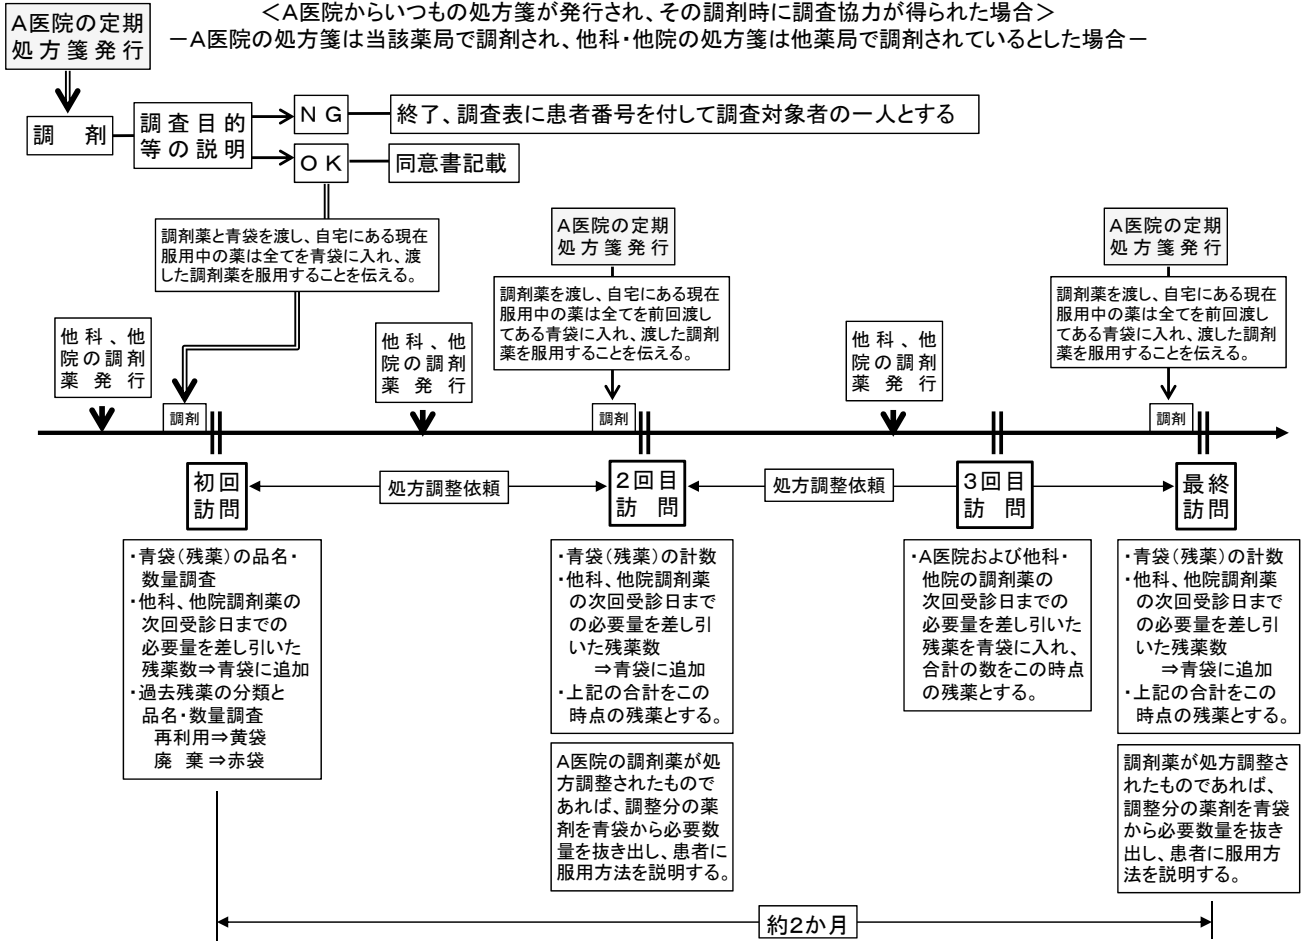 A医院の定期
処方箋発行
＜A医院からいつもの処方箋が発行され、その調剤時に調査協力が得られた場合＞
－A医院の処方箋は当該薬局で調剤され、他科・他院の処方箋は他薬局で調剤されているとした場合－
調　剤
調査目的
等の説明
ＮＧ
終了、調査表に患者番号を付して調査対象者の一人とする
ＯＫ
同意書記載
調剤薬と青袋を渡し、自宅にある現在
服用中の薬は全てを青袋に入れ、渡
した調剤薬を服用することを伝える。
A医院の定期
処方箋発行
調剤薬を渡し、自宅にある現在
服用中の薬は全てを前回渡し
てある青袋に入れ、渡した調剤
薬を服用することを伝える。
A医院の定期
処方箋発行
調剤薬を渡し、自宅にある現在
服用中の薬は全てを前回渡し
てある青袋に入れ、渡した調剤
薬を服用することを伝える。
他科、他
院の調剤
薬発行
調剤
他科、他
院の調剤
薬発行
調剤
他科、他
院の調剤
薬発行
調剤
初回
訪問
処方調整依頼
２回目
訪　問
処方調整依頼
３回目
訪　問
最終
訪問
・青袋（残薬）の品名・
数量調査
・他科、他院調剤薬の
次回受診日までの
必要量を差し引いた
残薬数⇒青袋に追加
・過去残薬の分類と
品名・数量調査
再利用⇒黄袋
廃　棄⇒赤袋
・青袋（残薬）の計数
・他科、他院調剤薬
の次回受診日まで
の必要量を差し引
いた残薬数
⇒青袋に追加
・上記の合計をこの
時点の残薬とする。
A医院の調剤薬が処
方調整されたもので
あれば、調整分の薬
剤を青袋から必要数
量を抜き出し、患者に
服用方法を説明する。
・A医院および他科・
他院の調剤薬の
次回受診日までの
必要量を差し引いた
残薬を青袋に入れ、
合計の数をこの時点
の残薬とする。
・青袋（残薬）の計数
・他科、他院調剤薬
の次回受診日まで
の必要量を差し引
いた残薬数
⇒青袋に追加
・上記の合計をこの
時点の残薬とする。
調剤薬が処方調整さ
れたものであれば、
調整分の薬剤を青袋
から必要数量を抜き
出し、患者に服用方
法を説明する。
約２か月